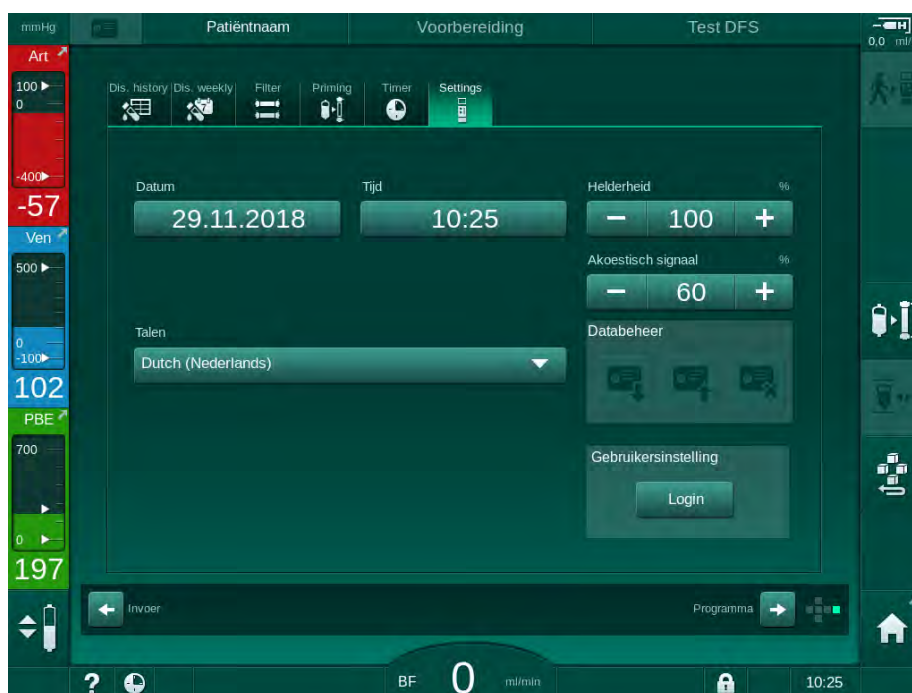 mmHg Patiëntnaam Voorbereiding Test DFS
0,0 ml/
Art
100
0
-400
-57
Ven
500
0
-100
102
PBE
700
0
197
Dis. history Dis. weekly Filter Priming Timer Settings
Datum Tijd Helderheid %
29.11.2018 10:25 − 100 +
Akoestisch signaal %
− 60 +
Talen Databeheer
Dutch (Nederlands)
Gebruikersinstelling
Login
Invoer Programma
? BF 0 ml/min 10:25